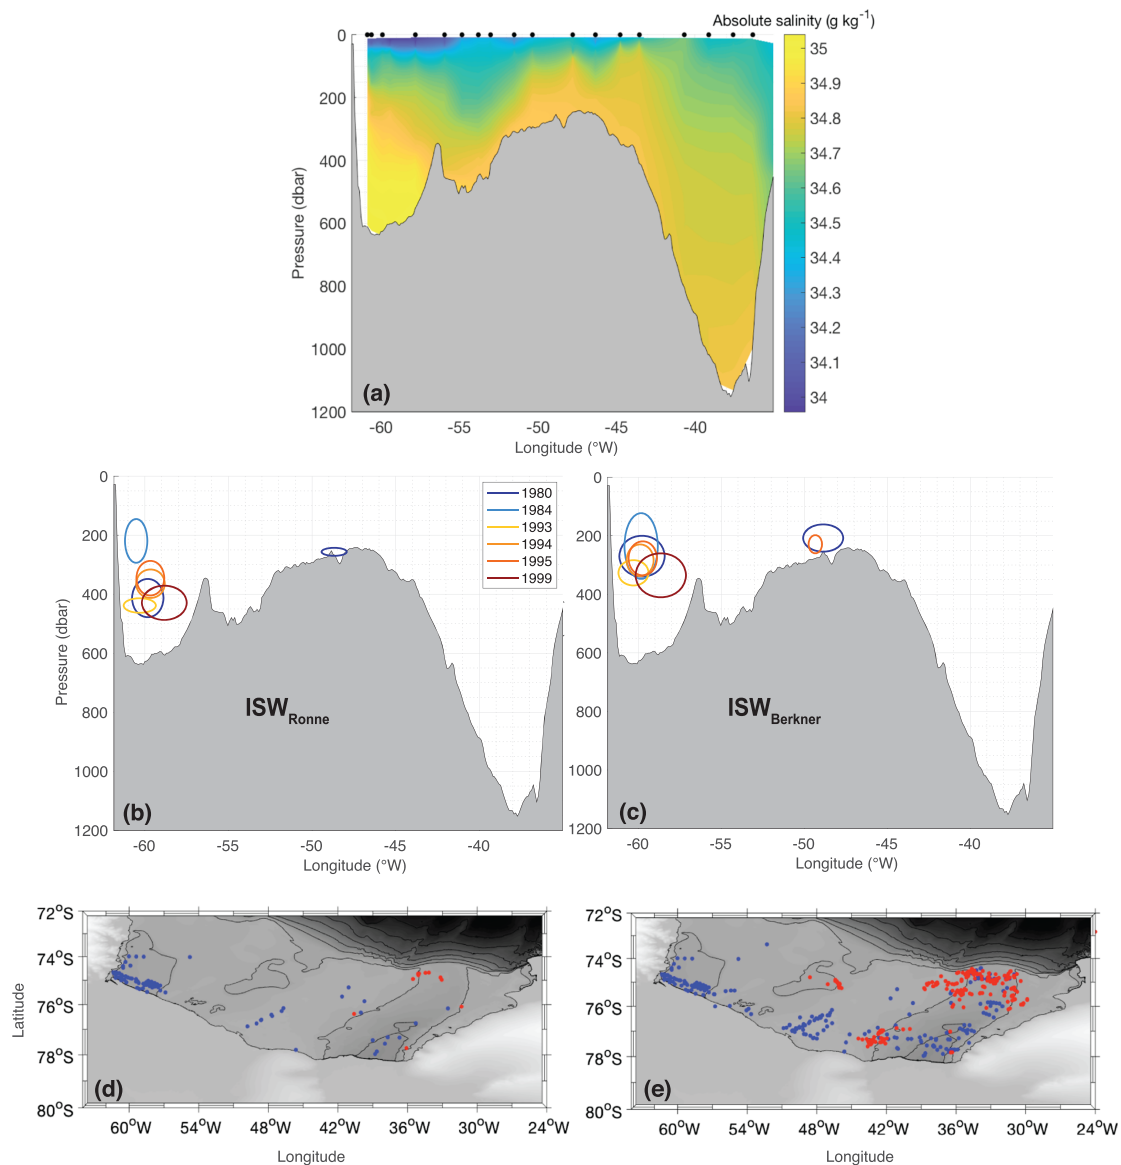 Absolute salinity (g kg⁻¹)
0
200
400
600
800
1000
1200
Pressure (dbar)
(a)
35
34.9
34.8
34.7
34.6
34.5
34.4
34.3
34.2
34.1
34
-60 -55 -50 -45 -40
Longitude (°W)
0
200
400
600
800
1000
1200
Pressure (dbar)
1980
1984
1993
1994
1995
1999
ISW Ronne
(b)
-60 -55 -50 -45 -40
Longitude (°W)
0
200
400
600
800
1000
1200
ISW Berkner
(c)
-60 -55 -50 -45 -40
Longitude (°W)
72°S
74°S
76°S
78°S
80°S
Latitude
(d)
60°W 54°W 48°W 42°W 36°W 30°W 24°W
Longitude
72°S
74°S
76°S
78°S
80°S
(e)
60°W 54°W 48°W 42°W 36°W 30°W 24°W
Longitude